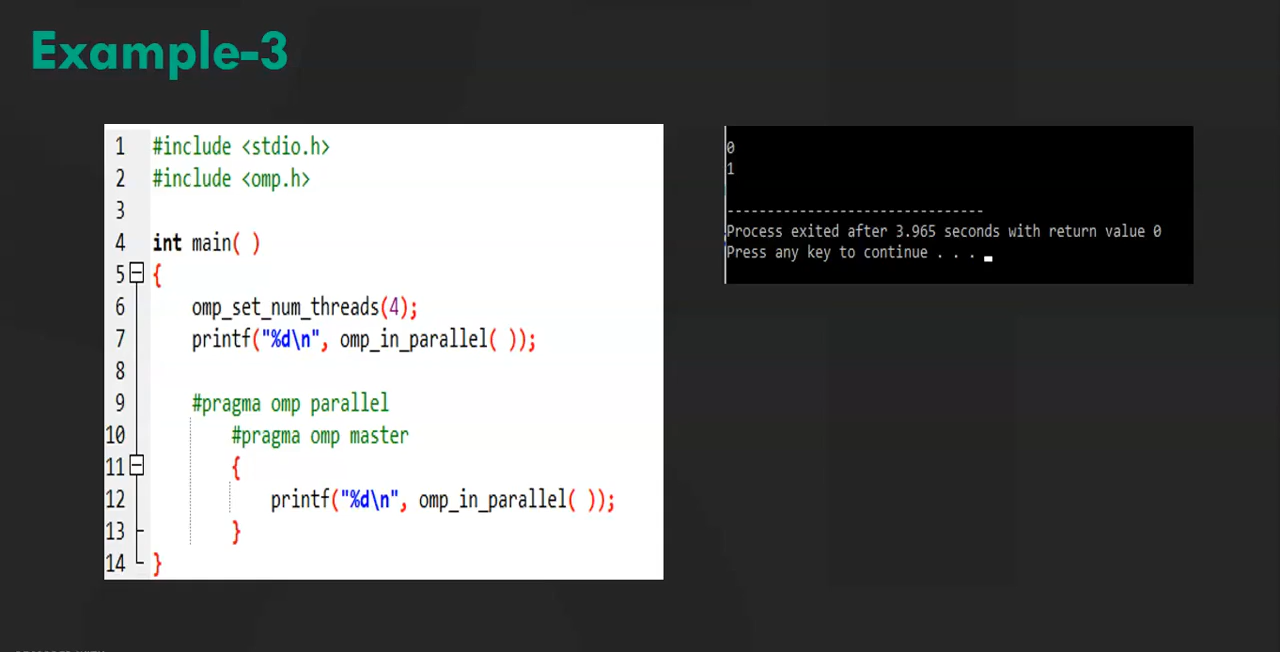 Example-3
1 #include <stdio.h>
2 #include <omp.h>
3
4 int main( )
5 {
6 omp_set_num_threads(4);
7 printf("%d\n", omp_in_parallel( ));
8
9 #pragma omp parallel
10 #pragma omp master
11 {
12 printf("%d\n", omp_in_parallel( ));
13 }
14 }
0
1
--------------------------------
Process exited after 3.965 seconds with return value 0
Press any key to continue . . .